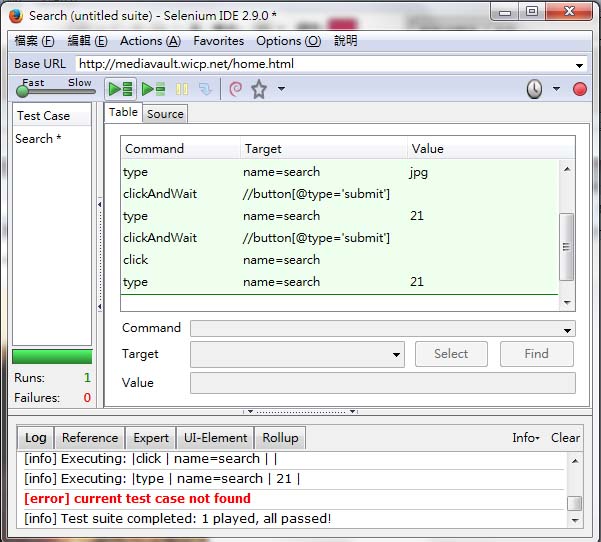 Search (untitled suite) - Selenium IDE 2.9.0 *
檔案 (F) 編輯 (E) Actions (A) Favorites Options (O) 說明
Base URL http://mediavault.wicp.net/home.html
Fast Slow
Test Case
Table Source
Search *
Command Target Value
type name=search jpg
clickAndWait //button[@type='submit']
type name=search 21
clickAndWait //button[@type='submit']
click name=search
type name=search 21
Command
Target Select Find
Value
Runs: 1
Failures: 0
Log Reference Expert UI-Element Rollup Info Clear
[info] Executing: |click | name=search | |
[info] Executing: |type | name=search | 21 |
[error] current test case not found
[info] Test suite completed: 1 played, all passed!